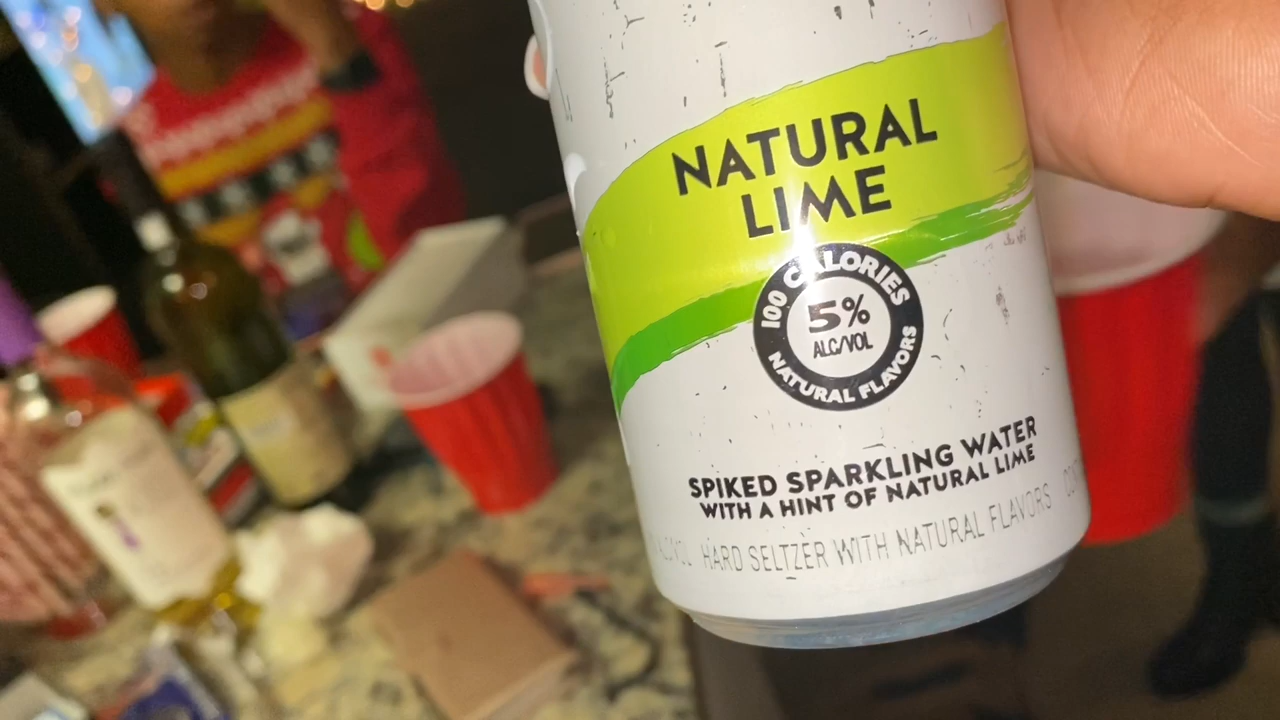 NATURAL
LIME
100 CALORIES
5%
ALC/VOL
NATURAL FLAVORS
SPIKED SPARKLING WATER
WITH A HINT OF NATURAL LIME
HARD SELTZER WITH NATURAL FLAVORS